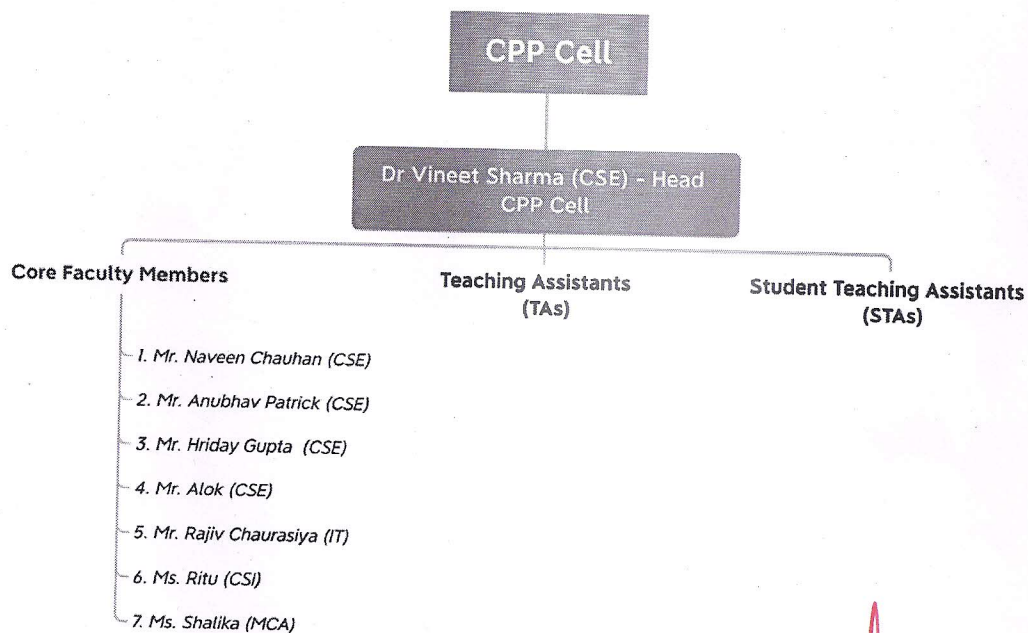 CPP Cell
Dr Vineet Sharma (CSE) - Head
CPP Cell
Core Faculty Members
1. Mr. Naveen Chauhan (CSE)
2. Mr. Anubhav Patrick (CSE)
3. Mr. Hriday Gupta (CSE)
4. Mr. Alok (CSE)
5. Mr. Rajiv Chaurasiya (IT)
6. Ms. Ritu (CSI)
7. Ms. Shalika (MCA)
Teaching Assistants
(TAs)
Student Teaching Assistants
(STAs)